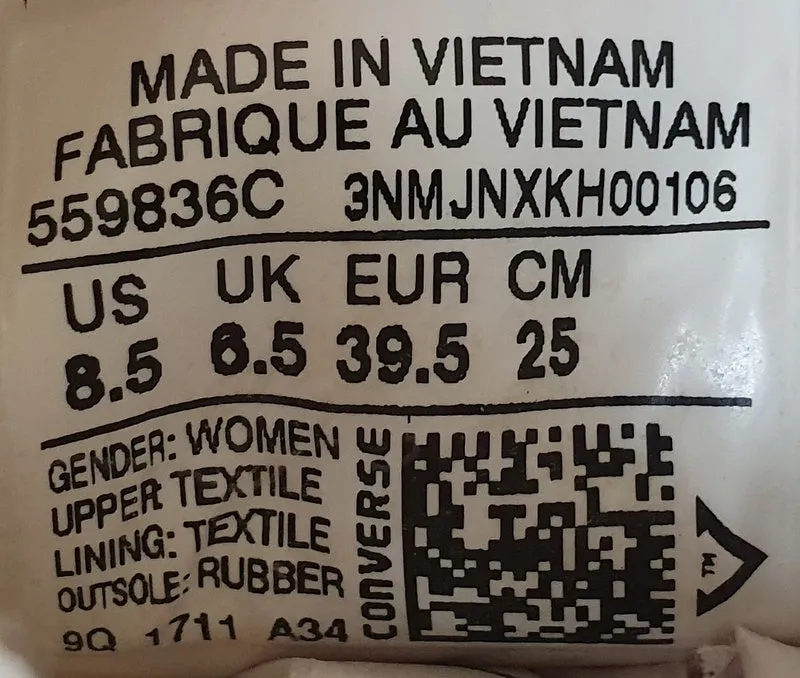 MADE IN VIETNAM
FABRIQUE AU VIETNAM
559836C 3NMJNXKH00106
US UK EUR CM
8.5 6.5 39.5 25
GENDER: WOMEN
UPPER TEXTILE
LINING: TEXTILE
OUTSOLE: RUBBER
9Q 1711 A34
CONVERSE